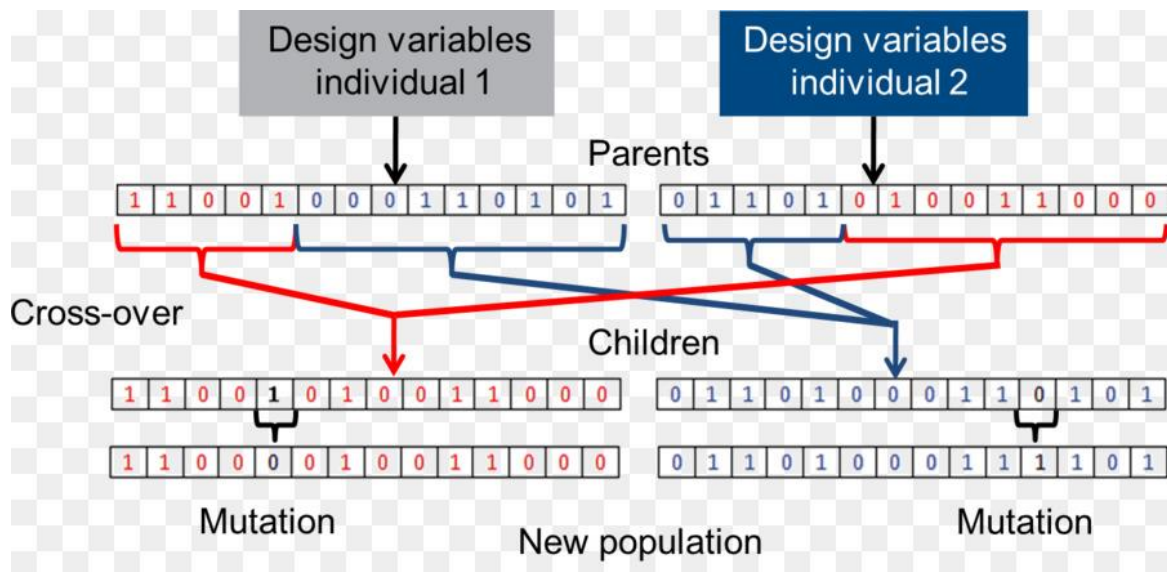 Design variables
individual 1
Design variables
individual 2
Parents
1 1 0 0 1 0 0 0 1 1 0 1 0 1
0 1 1 0 1 0 1 0 0 1 1 0 0 0
Cross-over
Children
1 1 0 0 1 0 1 0 0 1 1 0 0 0
0 1 1 0 1 0 0 0 1 1 0 1 0 1
1 1 0 0 0 0 1 0 0 1 1 0 0 0
0 1 1 0 1 0 0 0 1 1 1 1 0 1
Mutation
Mutation
New population